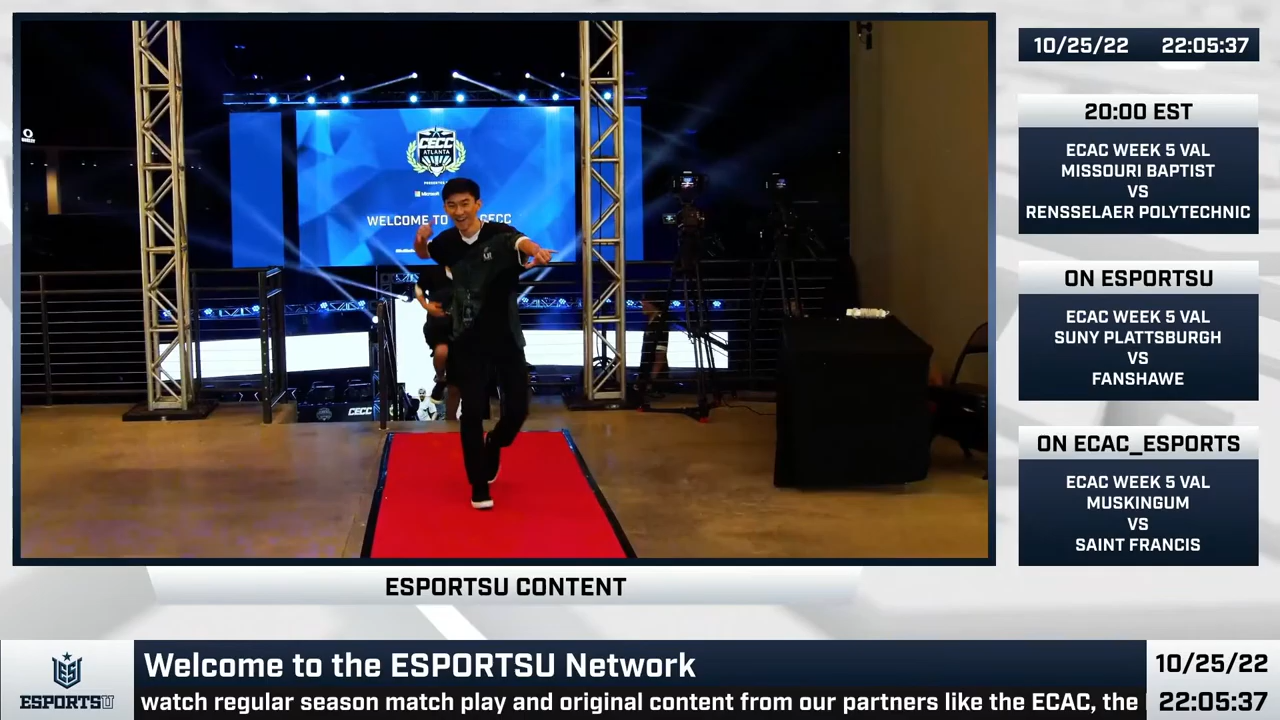 CECC
ATLANTA
PRESENTED
Microsoft
WELCOME TO
CECC
CECC
10/25/22 22:05:37
20:00 EST
ECAC WEEK 5 VAL
MISSOURI BAPTIST
VS
RENSSELAER POLYTECHNIC
ON ESPORTSU
ECAC WEEK 5 VAL
SUNY PLATTSBURGH
VS
FANSHAWE
ON ECAC_ESPORTS
ECAC WEEK 5 VAL
MUSKINGUM
VS
SAINT FRANCIS
ESPORTSU CONTENT
ESPORTSU
Welcome to the ESPORTSU Network
watch regular season match play and original content from our partners like the ECAC, the
10/25/22
22:05:37